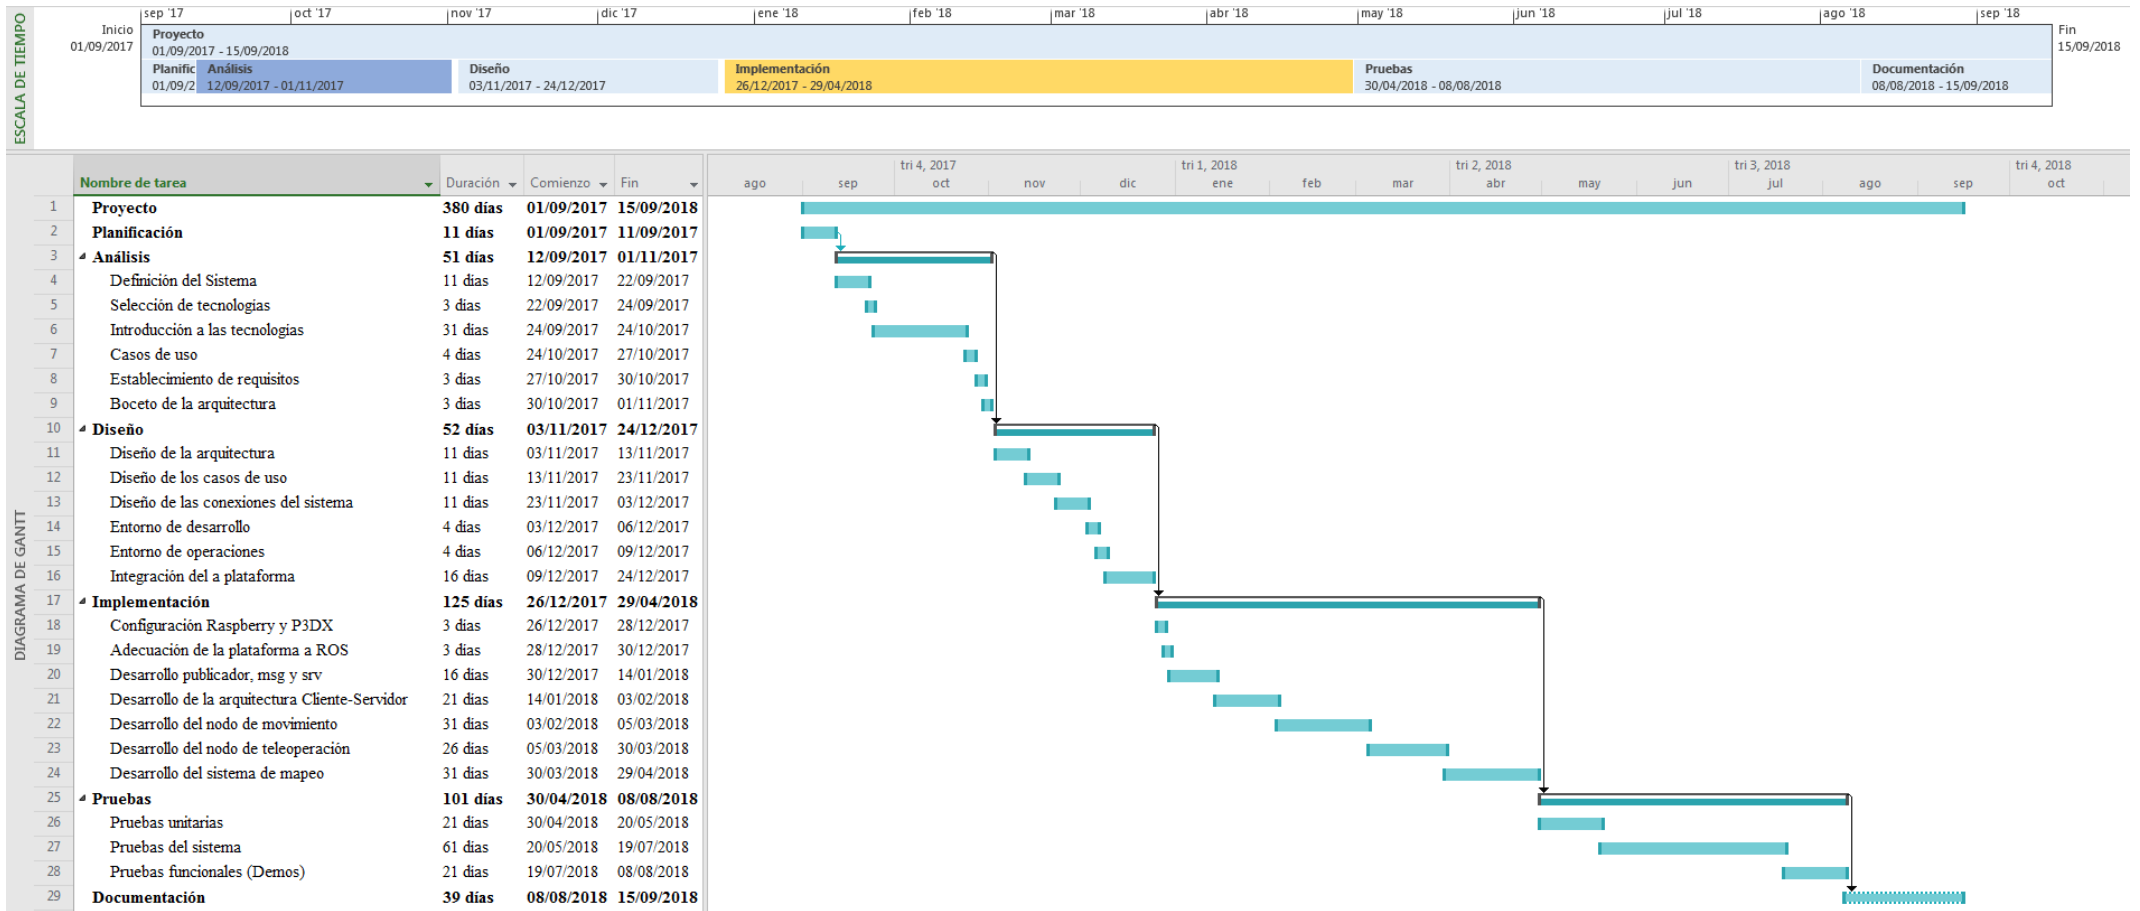 ESCALA DE TIEMPO
sep '17 oct '17 nov '17 dic '17 ene '18 feb '18 mar '18 abr '18 may '18 jun '18 jul '18 ago '18 sep '18
Inicio
01/09/2017
Proyecto
01/09/2017 - 15/09/2018
Fin
15/09/2018
Planific Análisis Diseño Implementación Pruebas Documentación
01/09/2 12/09/2017 - 01/11/2017 03/11/2017 - 24/12/2017 26/12/2017 - 29/04/2018 30/04/2018 - 08/08/2018 08/08/2018 - 15/09/2018
DIAGRAMA DE GANTT
tri 4, 2017 tri 1, 2018 tri 2, 2018 tri 3, 2018 tri 4, 2018
Nombre de tarea Duración Comienzo Fin ago sep oct nov dic ene feb mar abr may jun jul ago sep oct
1 Proyecto 380 días 01/09/2017 15/09/2018
2 Planificación 11 días 01/09/2017 11/09/2017
3 Análisis 51 días 12/09/2017 01/11/2017
4 Definición del Sistema 11 días 12/09/2017 22/09/2017
5 Selección de tecnologías 3 días 22/09/2017 24/09/2017
6 Introducción a las tecnologías 31 días 24/09/2017 24/10/2017
7 Casos de uso 4 días 24/10/2017 27/10/2017
8 Establecimiento de requisitos 3 días 27/10/2017 30/10/2017
9 Boceto de la arquitectura 3 días 30/10/2017 01/11/2017
10 Diseño 52 días 03/11/2017 24/12/2017
11 Diseño de la arquitectura 11 días 03/11/2017 13/11/2017
12 Diseño de los casos de uso 11 días 13/11/2017 23/11/2017
13 Diseño de las conexiones del sistema 11 días 23/11/2017 03/12/2017
14 Entorno de desarrollo 4 días 03/12/2017 06/12/2017
15 Entorno de operaciones 4 días 06/12/2017 09/12/2017
16 Integración del a plataforma 16 días 09/12/2017 24/12/2017
17 Implementación 125 días 26/12/2017 29/04/2018
18 Configuración Raspberry y P3DX 3 días 26/12/2017 28/12/2017
19 Adecuación de la plataforma a ROS 3 días 28/12/2017 30/12/2017
20 Desarrollo publicador, msg y srv 16 días 30/12/2017 14/01/2018
21 Desarrollo de la arquitectura Cliente-Servidor 21 días 14/01/2018 03/02/2018
22 Desarrollo del nodo de movimiento 31 días 03/02/2018 05/03/2018
23 Desarrollo del nodo de teleoperación 26 días 05/03/2018 30/03/2018
24 Desarrollo del sistema de mapeo 31 días 30/03/2018 29/04/2018
25 Pruebas 101 días 30/04/2018 08/08/2018
26 Pruebas unitarias 21 días 30/04/2018 20/05/2018
27 Pruebas del sistema 61 días 20/05/2018 19/07/2018
28 Pruebas funcionales (Demos) 21 días 19/07/2018 08/08/2018
29 Documentación 39 días 08/08/2018 15/09/2018